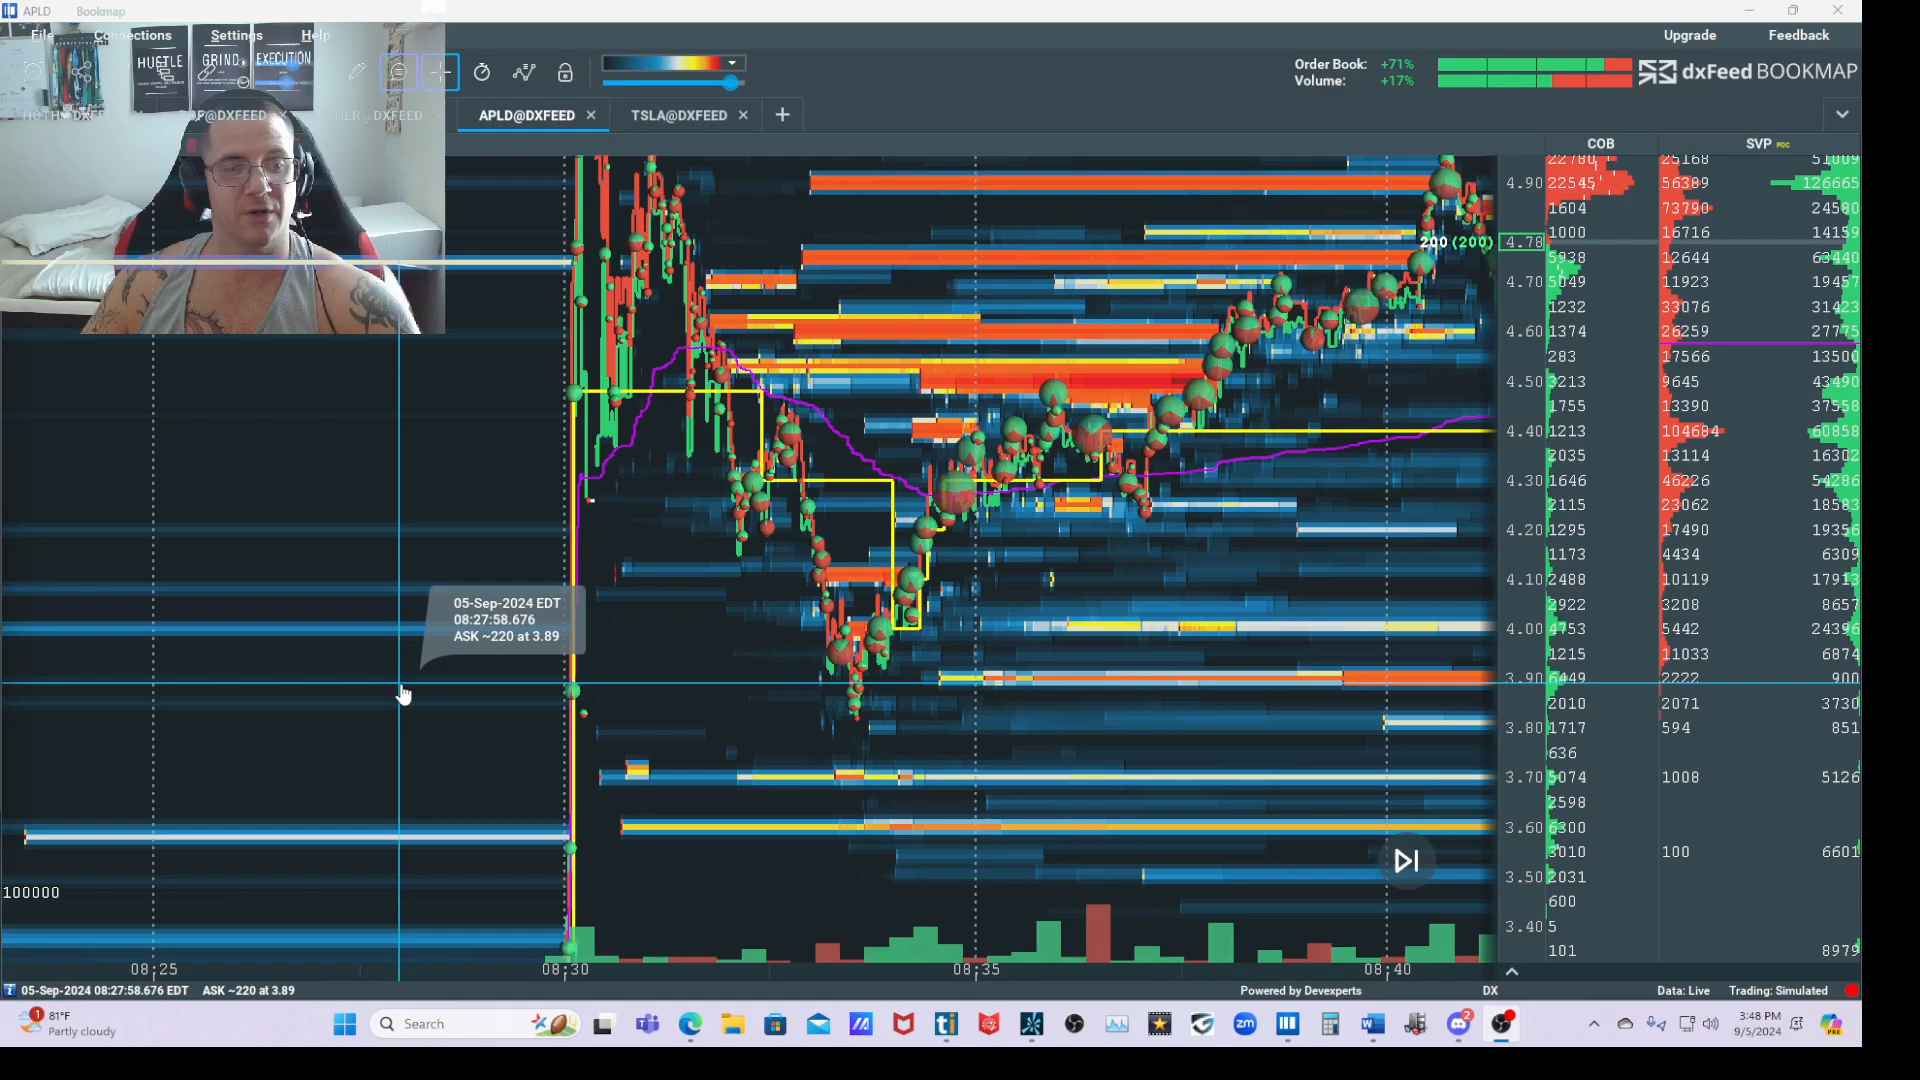 APLD Bookmap
File Connections Settings Help
Upgrade Feedback
HUSTLE GRIND EXECUTION
Order Book: +71%
Volume: +17%
dxFeed BOOKMAP
@DXFEED
APLD@DXFEED
TSLA@DXFEED
COB SVP
22780 25168 51009
4.90 22545 56389 126665
1604 73790 24580
1000 16716 14159
200 (200) 4.78
5938 12644 63440
4.70 5049 11923 19457
1232 33076 31423
4.60 1374 26259 27775
283 17566 13500
4.50 3213 9645 43490
1755 13390 37558
4.40 1213 104684 60858
2035 13114 16302
4.30 1646 46226 54286
2115 23062 18583
4.20 1295 17490 19356
1173 4434 6309
4.10 2488 10119 17913
2922 3208 8657
4.00 4753 5442 24396
1215 11033 6874
3.90 6449 2222 900
2010 2071 3730
3.80 1717 594 851
636
3.70 5074 1008 5126
2598
3.60 6300
3010 100 6601
3.50 2031
600
3.40 5
101 8979
05-Sep-2024 EDT
08:27:58.676
ASK ~220 at 3.89
100000
08:25 08:30 08:35 08:40
05-Sep-2024 08:27:58.676 EDT ASK ~220 at 3.89
Powered by Devexperts
DX
Data: Live Trading: Simulated
81°F
Partly cloudy
Search
3:48 PM
9/5/2024